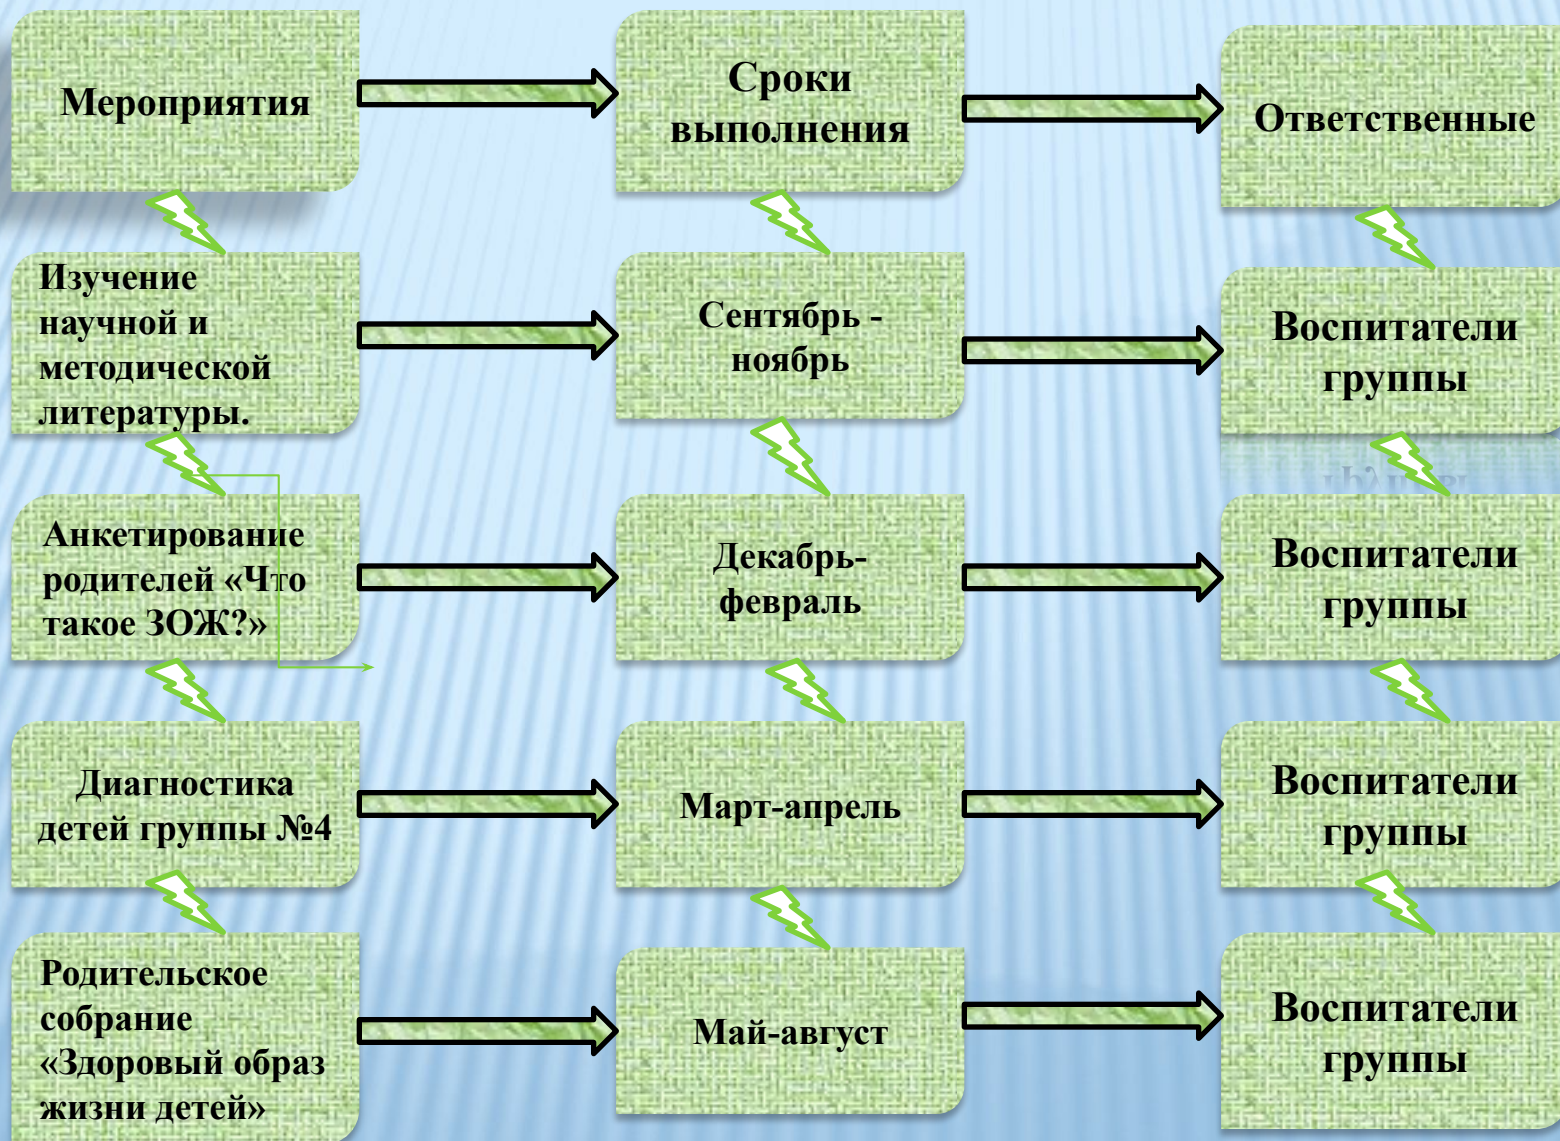 Мероприятия
Сроки
выполнения
Ответственные
Изучение
научной и
методической
литературы.
Сентябрь -
ноябрь
Воспитатели
группы
Анкетирование
родителей «Что
такое ЗОЖ?»
Декабрь-
февраль
Воспитатели
группы
Диагностика
детей группы №4
Март-апрель
Воспитатели
группы
Родительское
собрание
«Здоровый образ
жизни детей»
Май-август
Воспитатели
группы